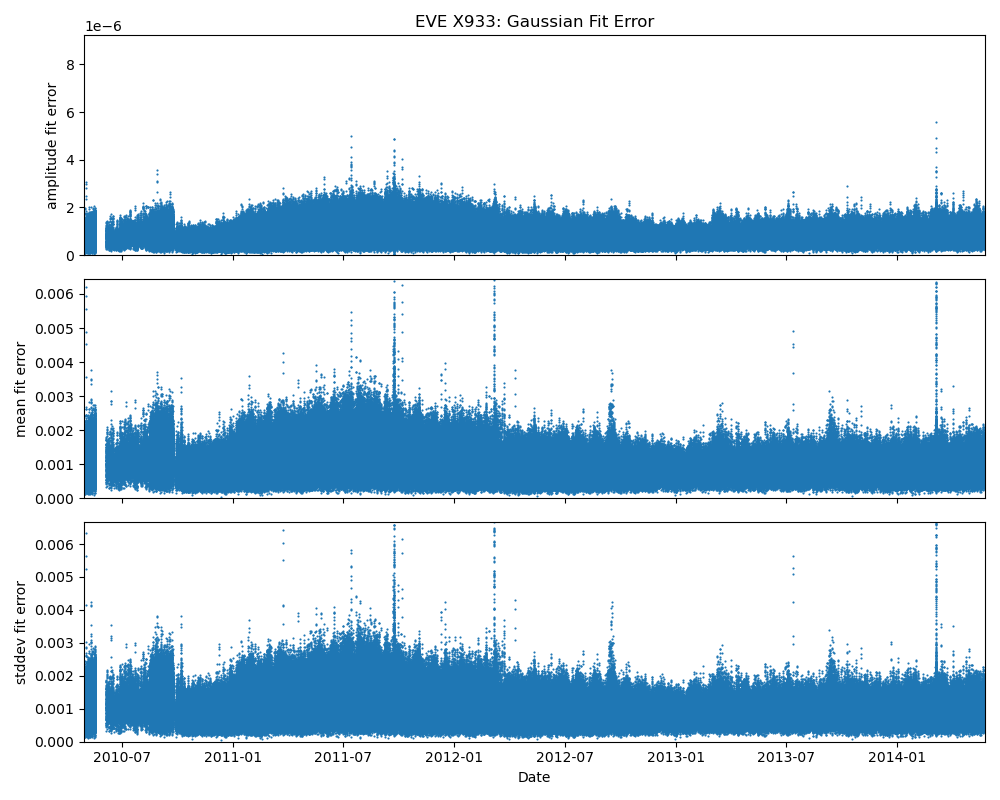 EVE X933: Gaussian Fit Error
1e−6
8
6
4
2
0
amplitude fit error
0.006
0.005
0.004
0.003
0.002
0.001
0.000
mean fit error
0.006
0.005
0.004
0.003
0.002
0.001
0.000
stddev fit error
2010-07 2011-01 2011-07 2012-01 2012-07 2013-01 2013-07 2014-01
Date